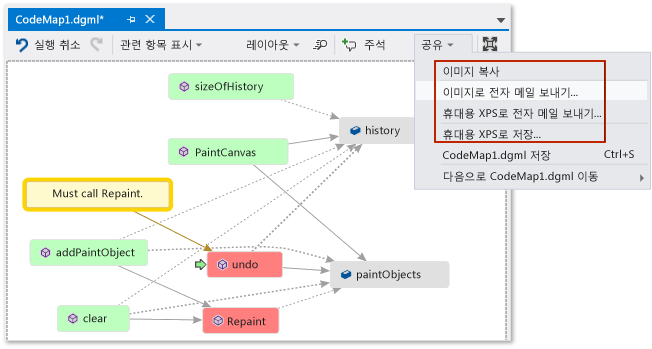 CodeMap1.dgml*
실행 취소 관련 항목 표시 레이아웃 주석 공유
이미지 복사
이미지로 전자 메일 보내기...
휴대용 XPS로 전자 메일 보내기...
휴대용 XPS로 저장...
CodeMap1.dgml 저장 Ctrl+S
다음으로 CodeMap1.dgml 이동
sizeOfHistory
history
PaintCanvas
Must call Repaint.
addPaintObject
undo
paintObjects
clear
Repaint